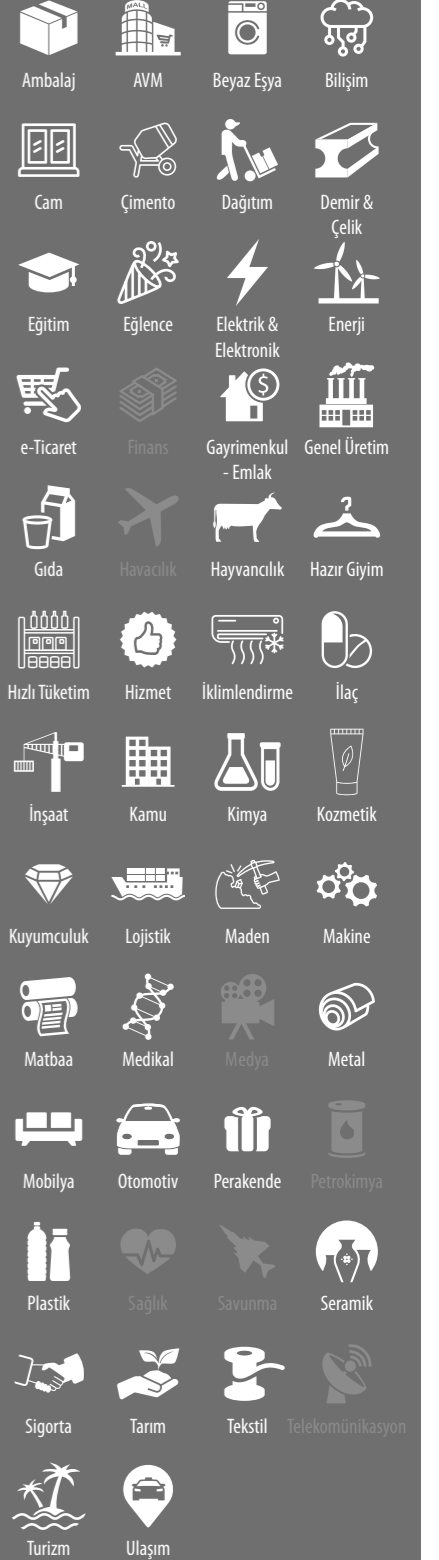 MALL
Ambalaj
AVM
Beyaz Eşya
Bilişim
Cam
Çimento
Dağıtım
Demir &
Çelik
Eğitim
Eğlence
Elektrik &
Elektronik
Enerji
e-Ticaret
Finans
Gayrimenkul
- Emlak
Genel Üretim
Gıda
Havacılık
Hayvancılık
Hazır Giyim
Hızlı Tüketim
Hizmet
İklimlendirme
İlaç
İnşaat
Kamu
Kimya
Kozmetik
Kuyumculuk
Lojistik
Maden
Makine
Matbaa
Medikal
Medya
Metal
Mobilya
Otomotiv
Perakende
Petrokimya
Plastik
Sağlık
Savunma
Seramik
Sigorta
Tarım
Tekstil
Telekomünikasyon
Turizm
Ulaşım